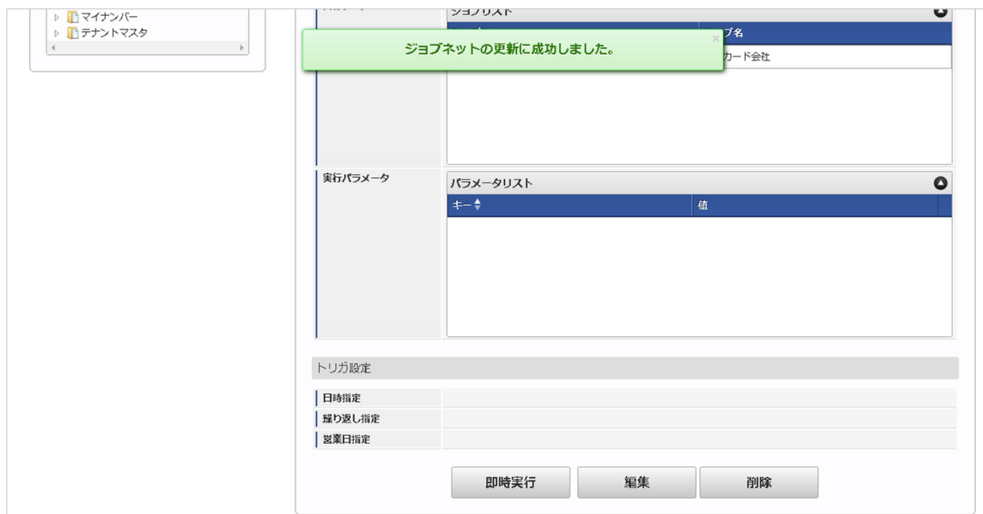 マイナンバー
テナントマスタ
ジョブリスト
ブ名
カード会社
ジョブネットの更新に成功しました。
×
実行パラメータ
パラメータリスト
キー
値
トリガ設定
日時指定
繰り返し指定
営業日指定
即時実行
編集
削除